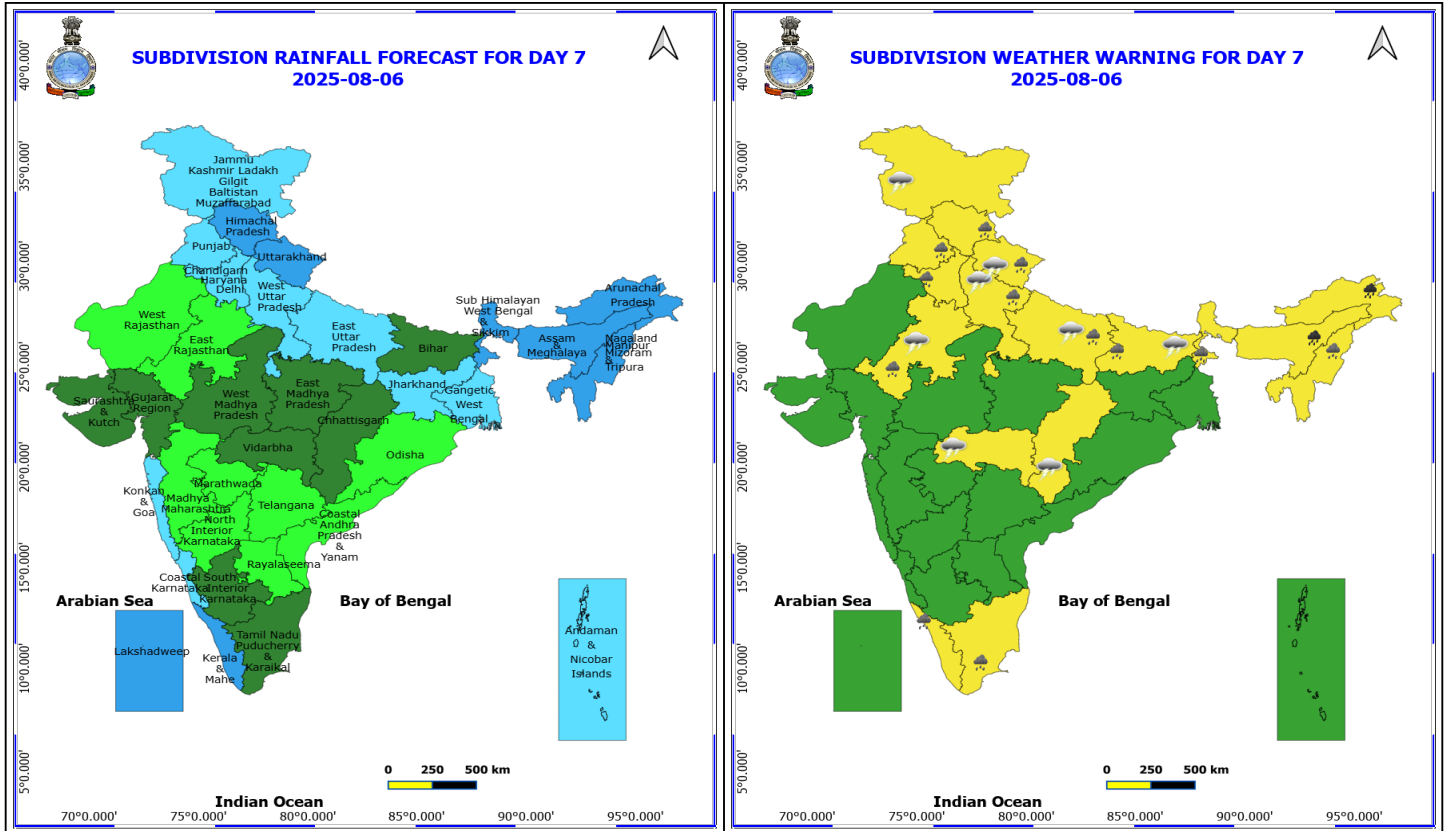 SUBDIVISION RAINFALL FORECAST FOR DAY 7
2025-08-06
40°0.000'
35°0.000'
30°0.000'
25°0.000'
20°0.000'
15°0.000'
10°0.000'
5°0.000'
Jammu
Kashmir Ladakh
Gilgit
Baltistan
Muzaffarabad
Himachal
Pradesh
Punjab
Uttarakhand
Chandigarh
Haryana
Delhi
West
Uttar
Pradesh
West
Rajasthan
East
Rajasthan
East
Uttar
Pradesh
Bihar
Sub Himalayan
West Bengal
&
Sikkim
Arunachal
Pradesh
Assam
&
Meghalaya
Nagaland
Manipur
Mizoram
&
Tripura
Saurashtra
&
Kutch
Gujarat
Region
West
Madhya
Pradesh
East
Madhya
Pradesh
Jharkhand
Gangetic
West
Bengal
Chhattisgarh
Vidarbha
Odisha
Konkan
&
Goa
Madhya
Maharashtra
Marathwada
Telangana
North
Interior
Karnataka
Coastal
Andhra
Pradesh
&
Yanam
Rayalaseema
Coastal
Karnataka
South
Interior
Karnataka
Tamil Nadu
Puducherry
&
Karaikal
Kerala
&
Mahe
Lakshadweep
Andaman
&
Nicobar
Islands
Arabian Sea
Bay of Bengal
0 250 500 km
Indian Ocean
70°0.000' 75°0.000' 80°0.000' 85°0.000' 90°0.000' 95°0.000'
SUBDIVISION WEATHER WARNING FOR DAY 7
2025-08-06
40°0.000'
35°0.000'
30°0.000'
25°0.000'
20°0.000'
15°0.000'
10°0.000'
5°0.000'
Arabian Sea
Bay of Bengal
0 250 500 km
Indian Ocean
70°0.000' 75°0.000' 80°0.000' 85°0.000' 90°0.000' 95°0.000'